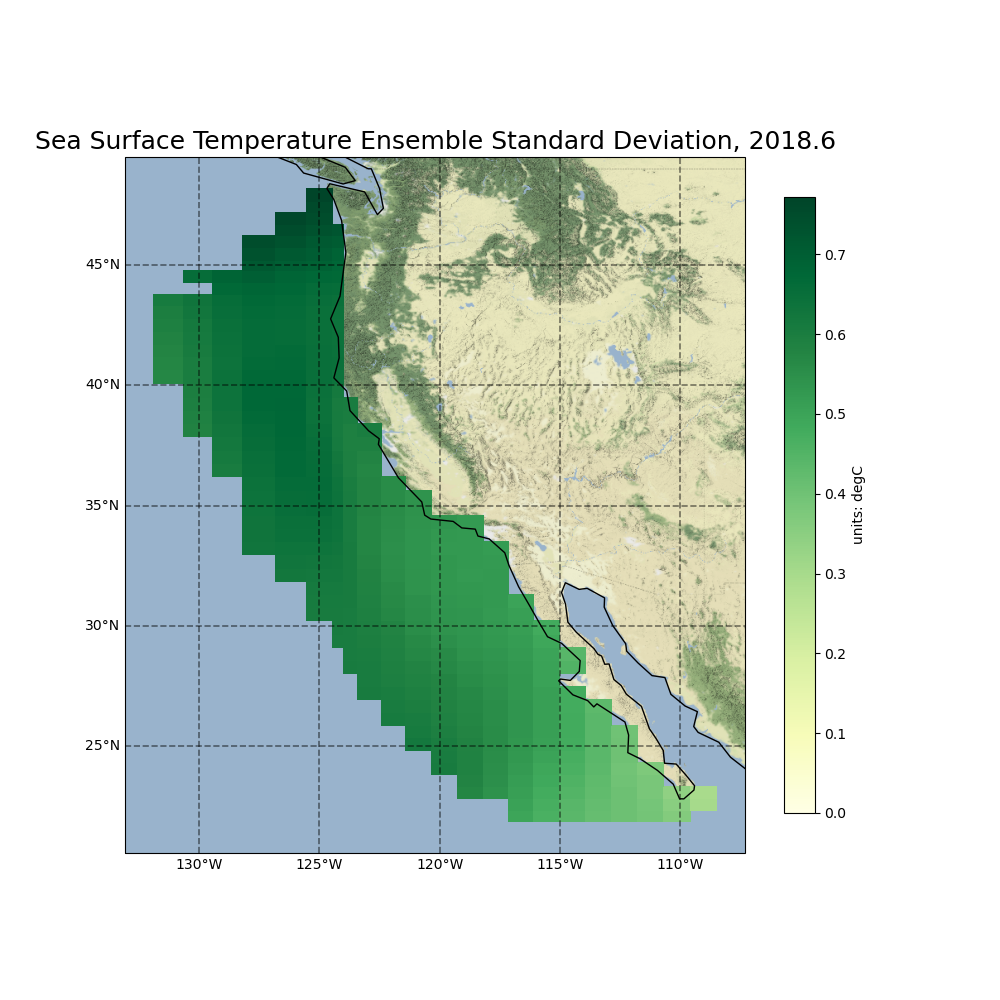 Sea Surface Temperature Ensemble Standard Deviation, 2018.6
45°N
40°N
35°N
30°N
25°N
130°W
125°W
120°W
115°W
110°W
0.7
0.6
0.5
0.4
0.3
0.2
0.1
0.0
units: degC